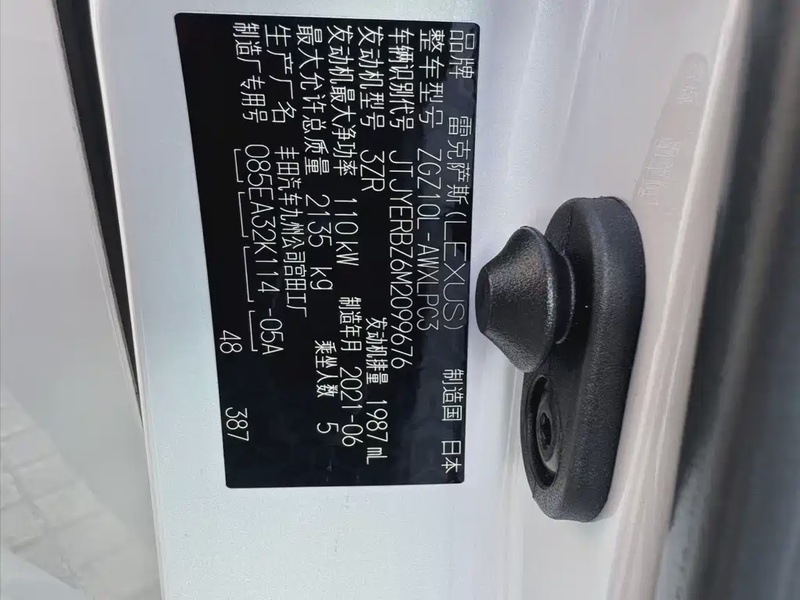 品牌 雷克萨斯(LEXUS) 制造国 日本
整车型号 ZGZ10L-AWXLPC3
车辆识别代号 JTJYERBZ6M2099676
发动机型号 3ZR 发动机排量 1987 mL
发动机最大净功率 110 kW 制造年月 2021-06
最大允许总质量 2135 kg 乘坐人数 5
生产厂名 丰田汽车九州公司宫田工厂
制造厂专用号 085EA32K114 -05A
48 387